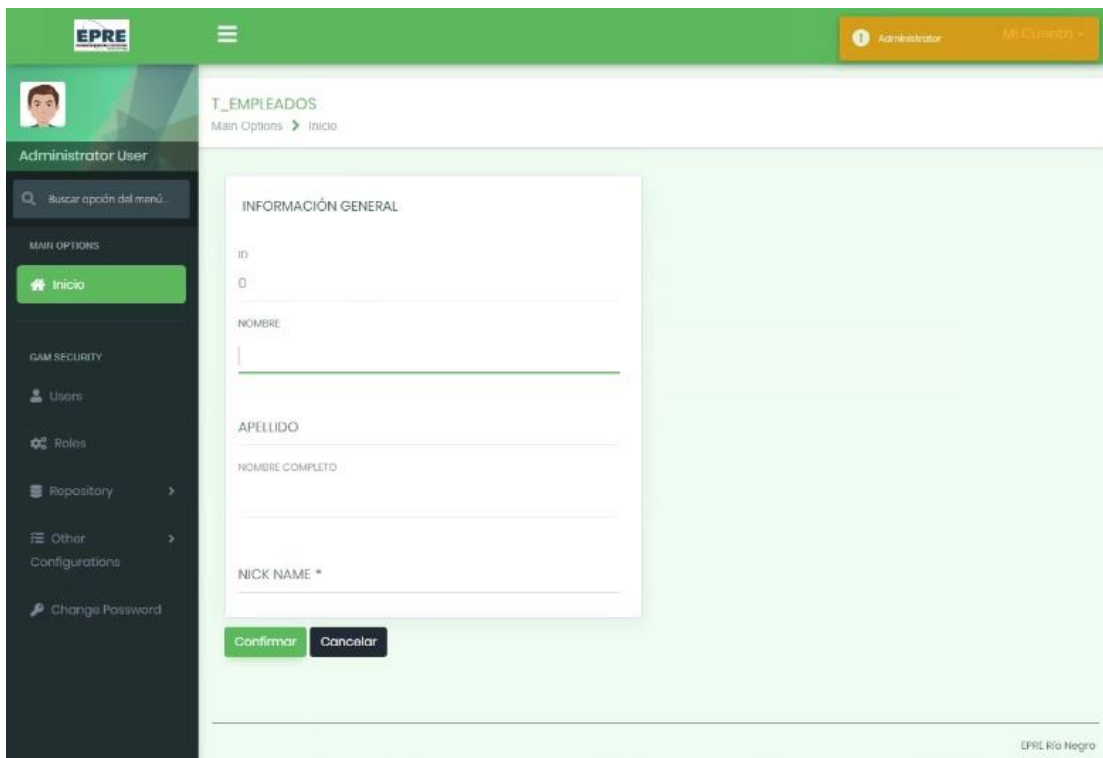 EPRE
Administrator
Mi Cuenta
T_EMPLEADOS
Main Options > Inicio
Administrator User
Buscar opción del menú...
MAIN OPTIONS
Inicio
GAM SECURITY
Users
Roles
Repository
Other
Configurations
Change Password
INFORMACIÓN GENERAL
ID
0
NOMBRE
APELLIDO
NOMBRE COMPLETO
NICK NAME *
Confirmar
Cancelar
EPRE Río Negro